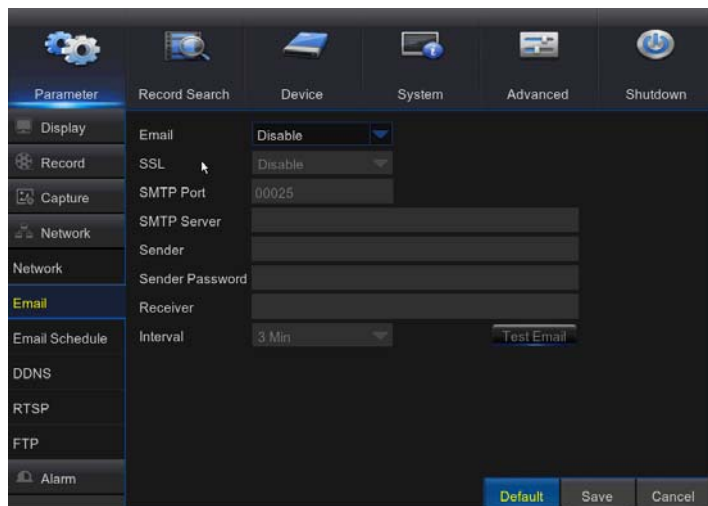 Parameter
Record Search
Device
System
Advanced
Shutdown
Display
Record
Capture
Network
Network
Email
Email Schedule
DDNS
RTSP
FTP
Alarm
Email Disable
SSL Disable
SMTP Port 00025
SMTP Server
Sender
Sender Password
Receiver
Interval 3 Min Test Email
Default Save Cancel